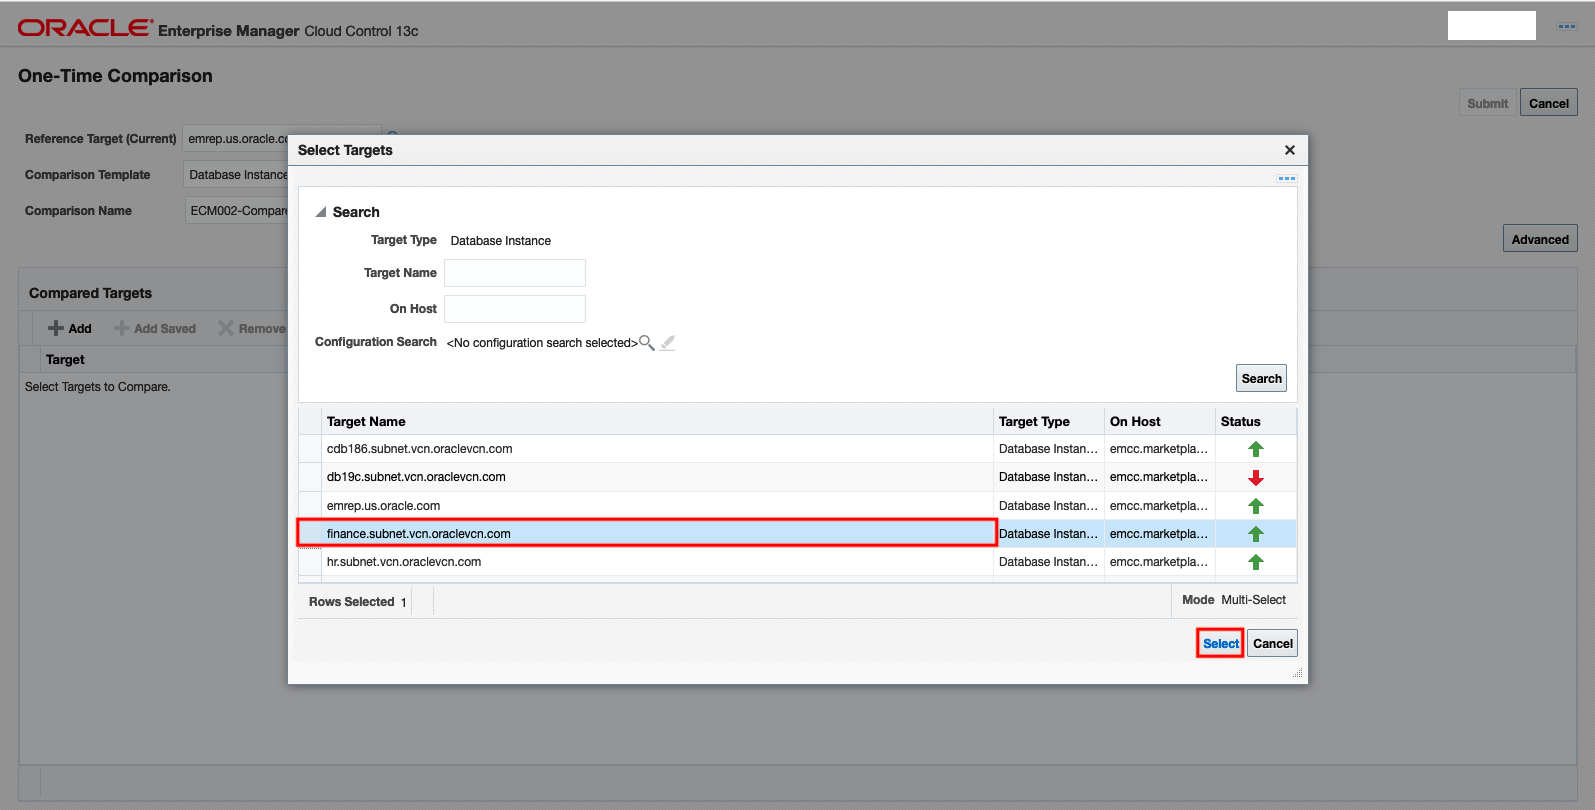 ORACLE Enterprise Manager Cloud Control 13c
One-Time Comparison
Submit Cancel
Reference Target (Current) emrep.us.oracle.co
Comparison Template Database Instance
Comparison Name ECM002-Compare
Advanced
Compared Targets
Add Add Saved Remove
Target
Select Targets to Compare.
Select Targets
Search
Target Type Database Instance
Target Name
On Host
Configuration Search <No configuration search selected>
Search
Target Name Target Type On Host Status
cdb186.subnet.vcn.oraclevcn.com Database Instan... emcc.marketpla...
db19c.subnet.vcn.oraclevcn.com Database Instan... emcc.marketpla...
emrep.us.oracle.com Database Instan... emcc.marketpla...
finance.subnet.vcn.oraclevcn.com Database Instan... emcc.marketpla...
hr.subnet.vcn.oraclevcn.com Database Instan... emcc.marketpla...
Rows Selected 1 Mode Multi-Select
Select Cancel